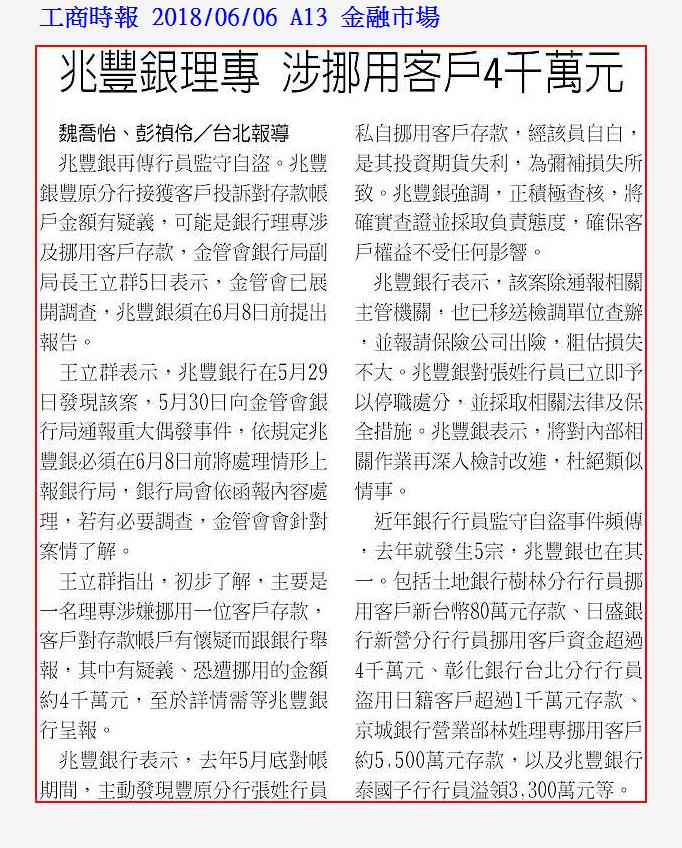 工商時報 2018/06/06 A13 金融市場
兆豐銀理專 涉挪用客戶4千萬元
魏喬怡、彭禎伶／台北報導
兆豐銀再傳行員監守自盜。兆豐
銀豐原分行接獲客戶投訴對存款帳
戶金額有疑義，可能是銀行理專涉
及挪用客戶存款，金管會銀行局副
局長王立群5日表示，金管會已展
開調查，兆豐銀須在6月8日前提出
報告。
王立群表示，兆豐銀行在5月29
日發現該案，5月30日向金管會銀
行局通報重大偶發事件，依規定兆
豐銀必須在6月8日前將處理情形上
報銀行局，銀行局會依函報內容處
理，若有必要調查，金管會會針對
案情了解。
王立群指出，初步了解，主要是
一名理專涉嫌挪用一位客戶存款，
客戶對存款帳戶有懷疑而跟銀行舉
報，其中有疑義、恐遭挪用的金額
約4千萬元，至於詳情需等兆豐銀
行呈報。
兆豐銀行表示，去年5月底對帳
期間，主動發現豐原分行張姓行員
私自挪用客戶存款，經該員自白，
是其投資期貨失利，為彌補損失所
致。兆豐銀強調，正積極查核，將
確實查證並採取負責態度，確保客
戶權益不受任何影響。
兆豐銀行表示，該案除通報相關
主管機關，也已移送檢調單位查辦
，並報請保險公司出險，粗估損失
不大。兆豐銀對張姓行員已立即予
以停職處分，並採取相關法律及保
全措施。兆豐銀表示，將對內部相
關作業再深入檢討改進，杜絕類似
情事。
近年銀行行員監守自盜事件頻傳
，去年就發生5宗，兆豐銀也在其
一。包括土地銀行樹林分行行員挪
用客戶新台幣80萬元存款、日盛銀
行新營分行行員挪用客戶資金超過
4千萬元、彰化銀行台北分行行員
盜用日籍客戶超過1千萬元存款、
京城銀行營業部林姓理專挪用客戶
約5,500萬元存款，以及兆豐銀行
泰國子行行員溢領3,300萬元等。